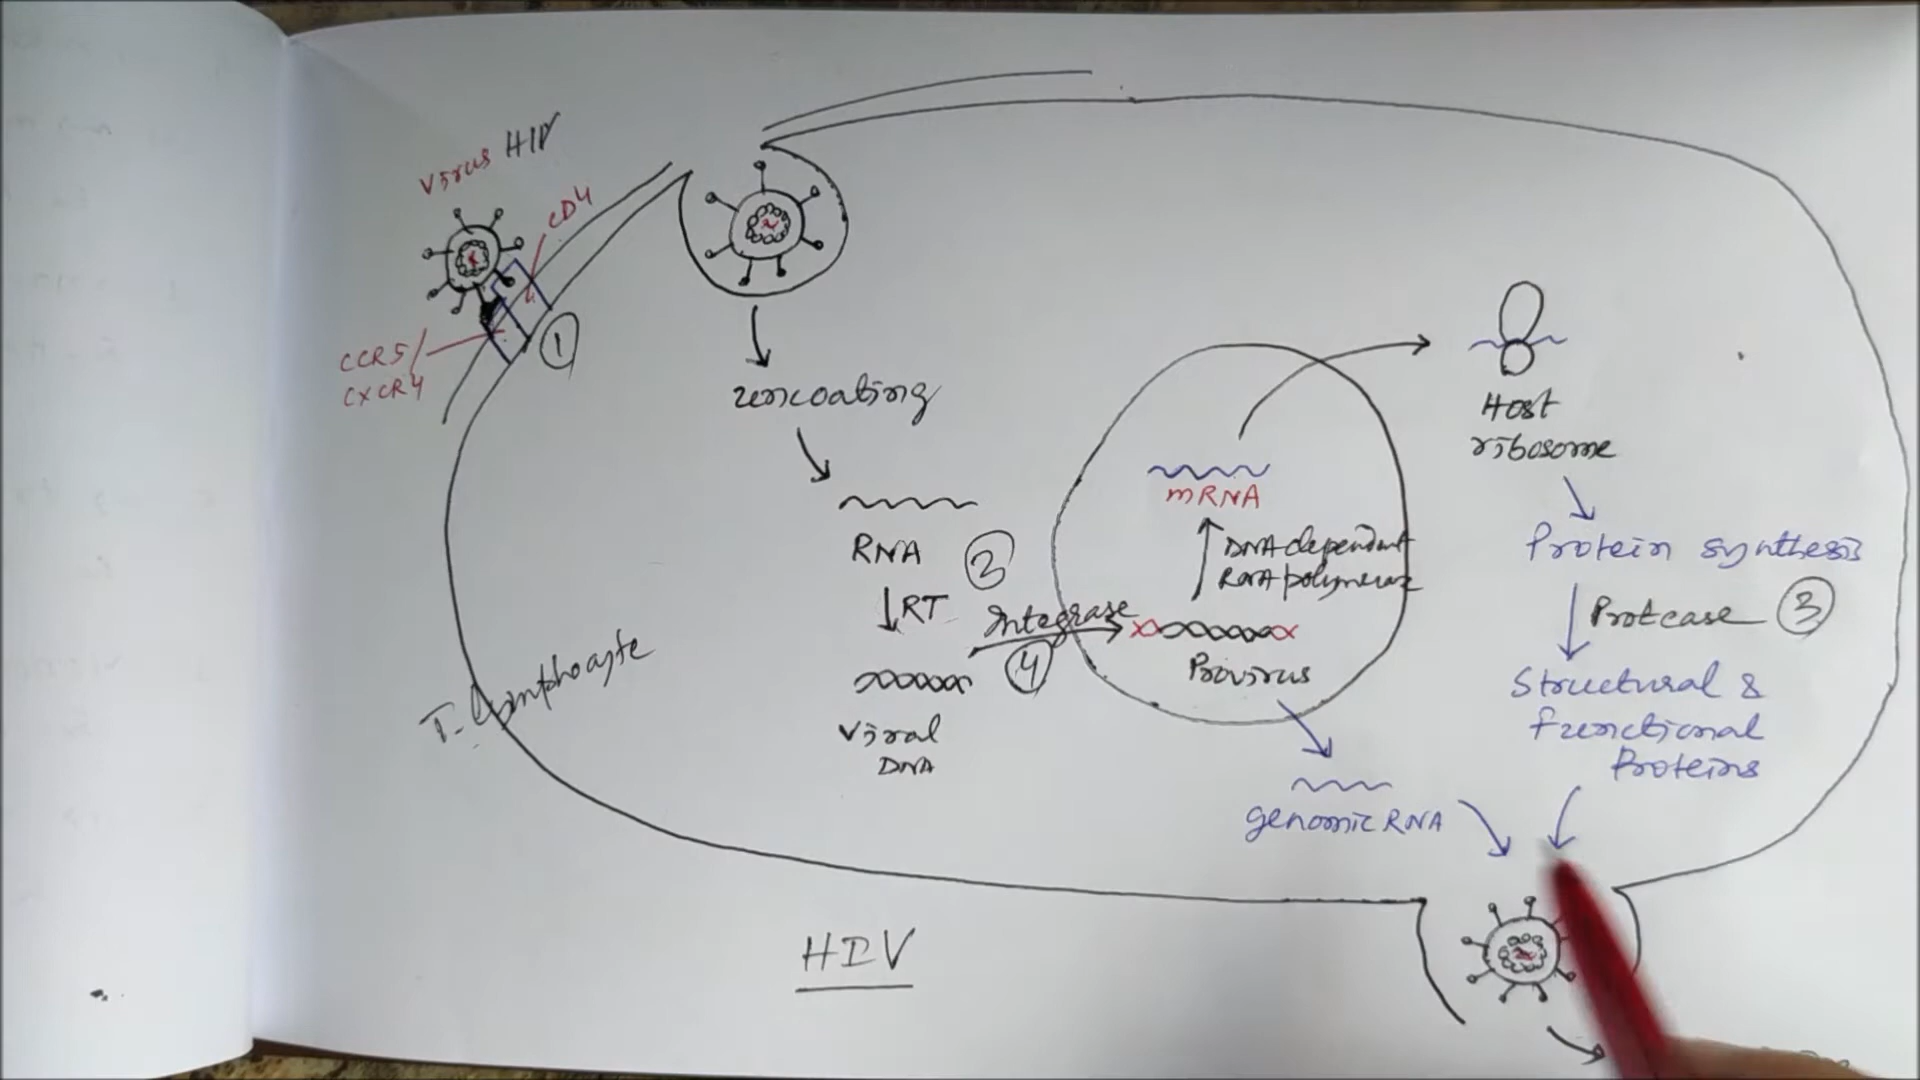 Virus HIV
CD4
CCR5/
CXCR4
1
uncoating
RNA
2
RT
Integrase
4
Viral
DNA
T-lymphocyte
mRNA
DNA dependent
RNA polymerase
Provirus
Host
ribosome
Protein synthesis
Protease 3
Structural &
functional
Proteins
genomic RNA
HIV